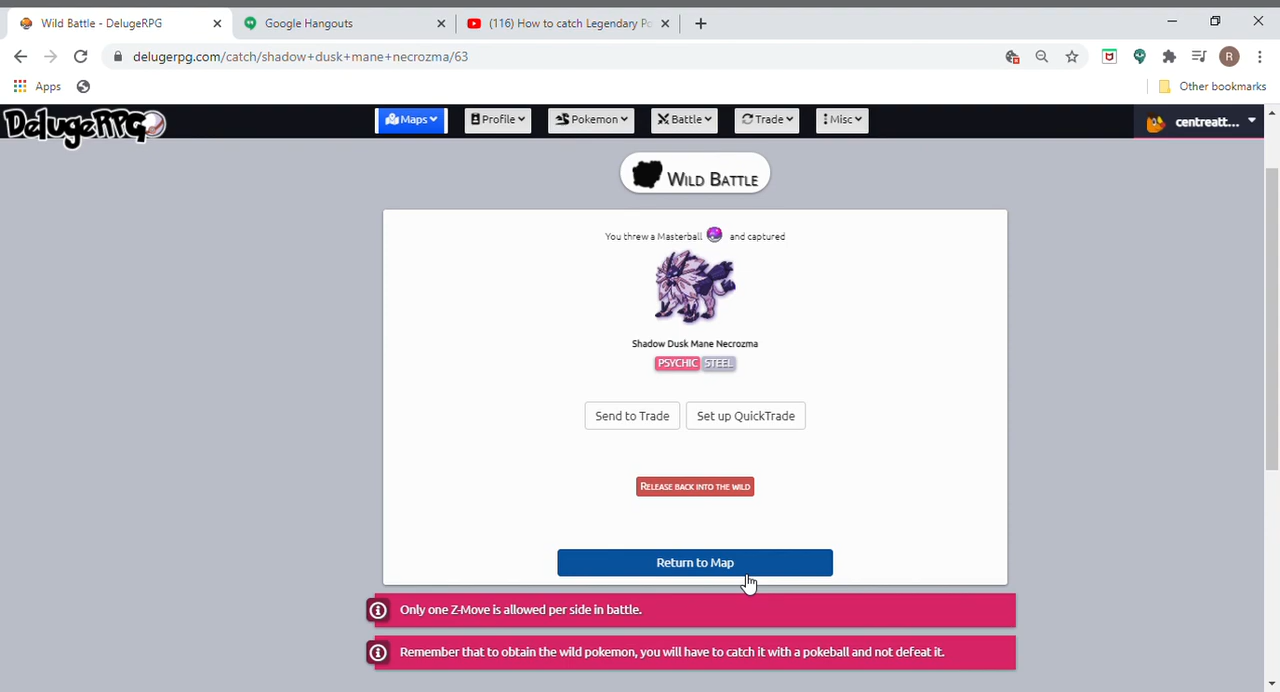 Wild Battle - DelugeRPG
Google Hangouts
(116) How to catch Legendary Po
delugerpg.com/catch/shadow+dusk+mane+necrozma/63
R
Apps
Other bookmarks
DelugeRPG
Maps
Profile
Pokemon
Battle
Trade
Misc
centreatt...
WILD BATTLE
You threw a Masterball and captured
Shadow Dusk Mane Necrozma
PSYCHIC STEEL
Send to Trade
Set up QuickTrade
RELEASE BACK INTO THE WILD
Return to Map
Only one Z-Move is allowed per side in battle.
Remember that to obtain the wild pokemon, you will have to catch it with a pokeball and not defeat it.